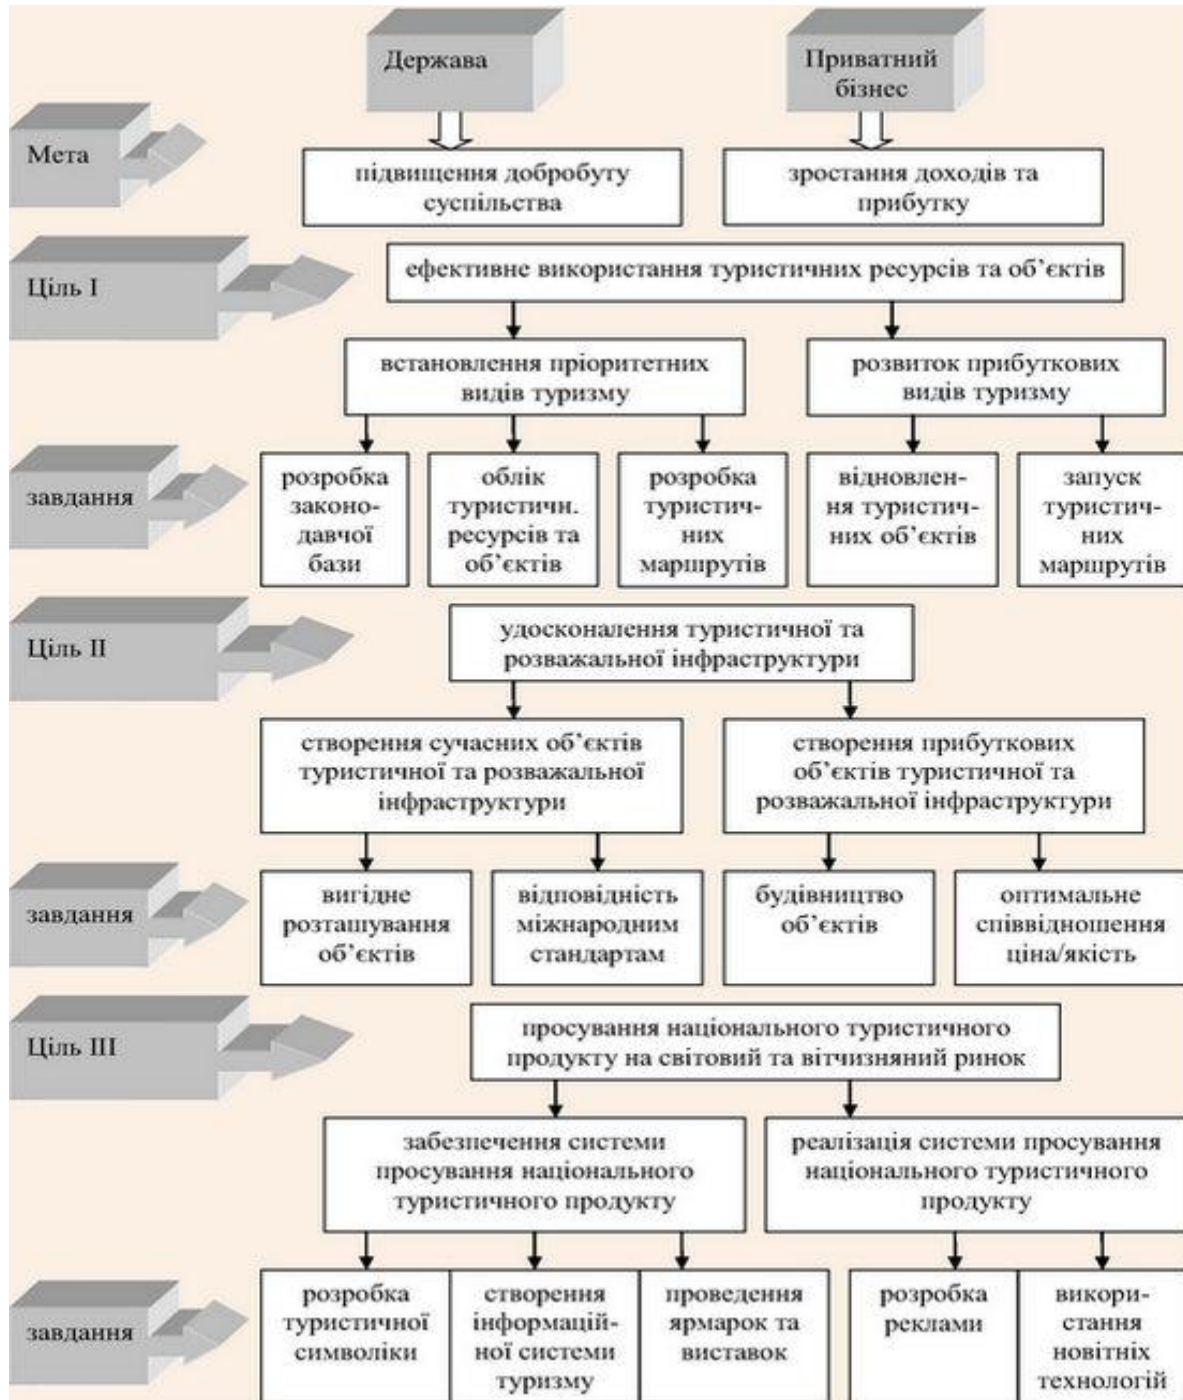 Держава
Приватний
бізнес
Мета
підвищення добробуту
суспільства
зростання доходів та
прибутку
Ціль I
ефективне використання туристичних ресурсів та об’єктів
встановлення пріоритетних
видів туризму
розвиток прибуткових
видів туризму
завдання
розробка
законо-
давчої
бази
облік
туристичн.
ресурсів та
об’єктів
розробка
туристич-
них
маршрутів
відновлен-
ня туристич-
них об’єктів
запуск
туристич-
них
маршрутів
Ціль II
удосконалення туристичної та
розважальної інфраструктури
створення сучасних об’єктів
туристичної та розважальної
інфраструктури
створення прибуткових
об’єктів туристичної та
розважальної інфраструктури
завдання
вигідне
розташування
об’єктів
відповідність
міжнародним
стандартам
будівництво
об’єктів
оптимальне
співвідношення
ціна/якість
Ціль III
просування національного туристичного
продукту на світовий та вітчизняний ринок
забезпечення системи
просування національного
туристичного продукту
реалізація системи просування
національного туристичного
продукту
завдання
розробка
туристичної
символіки
створення
інформацій-
ної системи
туризму
проведення
ярмарок та
виставок
розробка
реклами
викори-
стання
новітніх
технологій